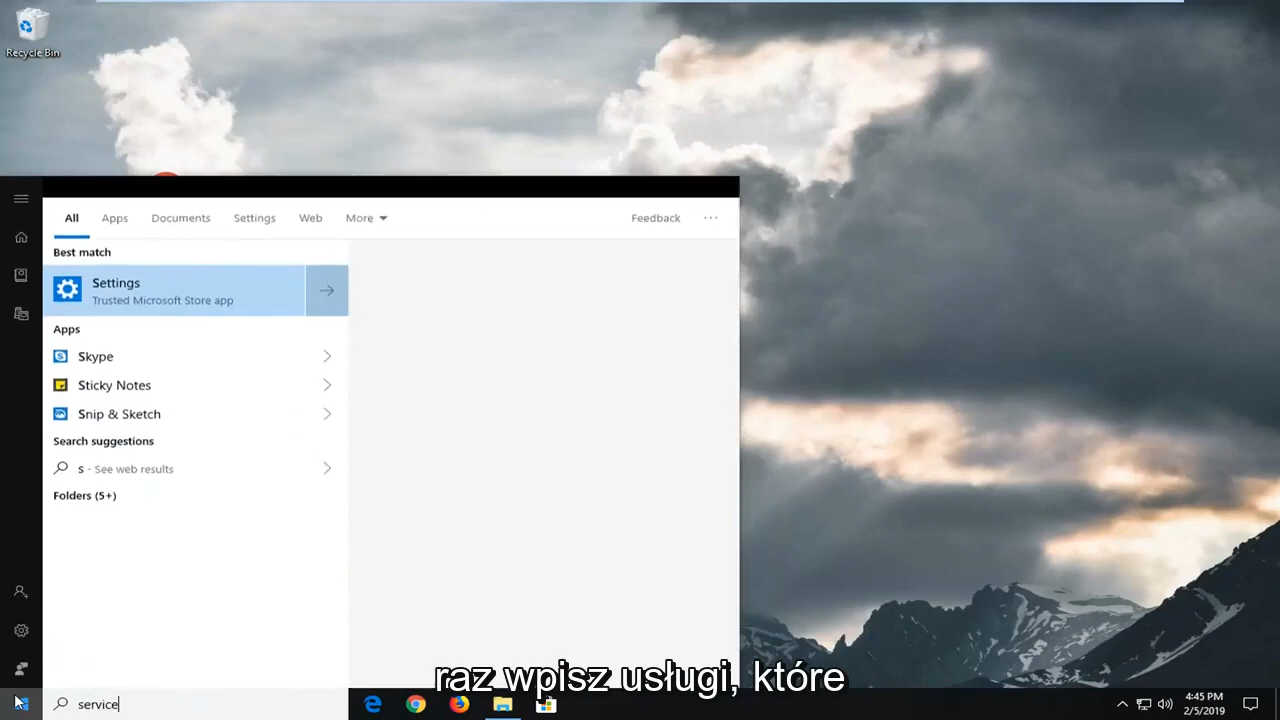 Recycle Bin
All Apps Documents Settings Web More Feedback ···
Best match
Settings
Trusted Microsoft Store app
Apps
Skype
Sticky Notes
Snip & Sketch
Search suggestions
s - See web results
Folders (5+)
raz wpisz usługi, które
service
4:45 PM
2/5/2019